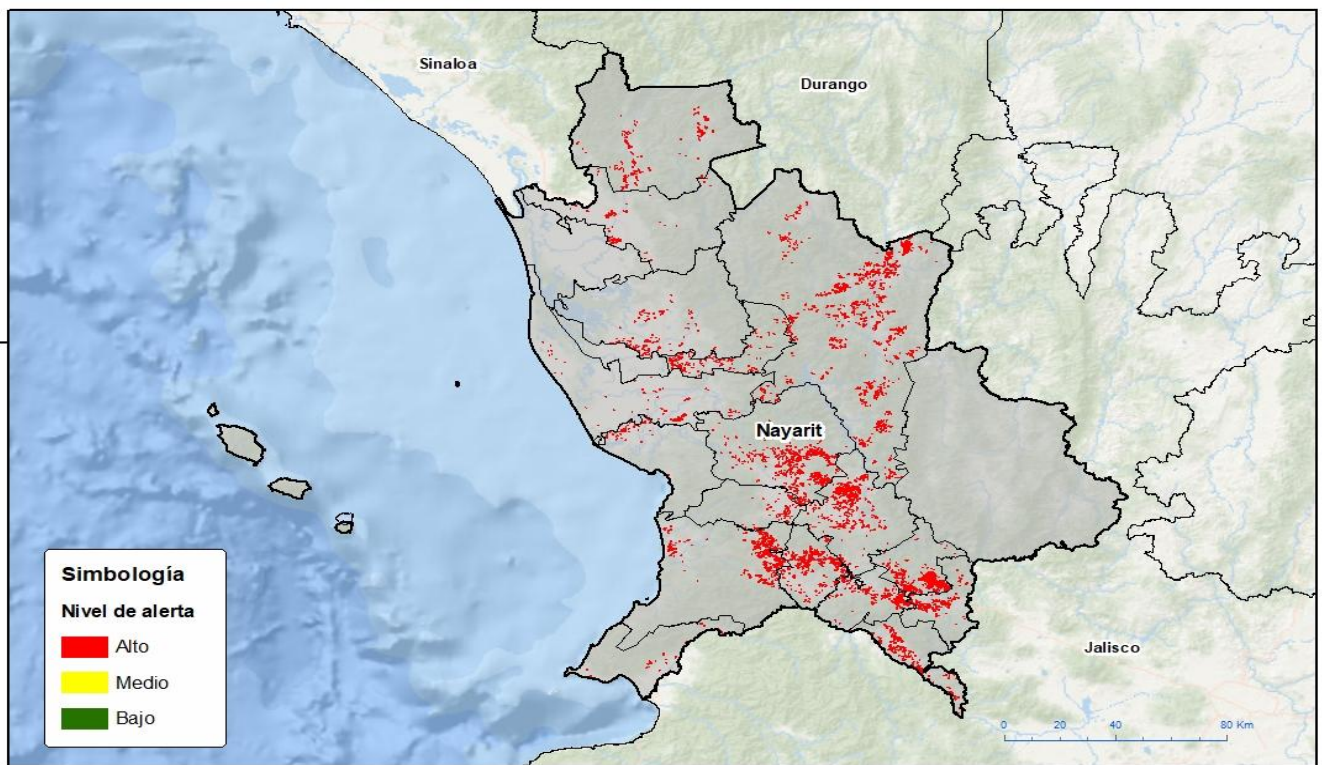 Sinaloa
Durango
Nayarit
Jalisco
Simbología
Nivel de alerta
Alto
Medio
Bajo
0 20 40 80 Km